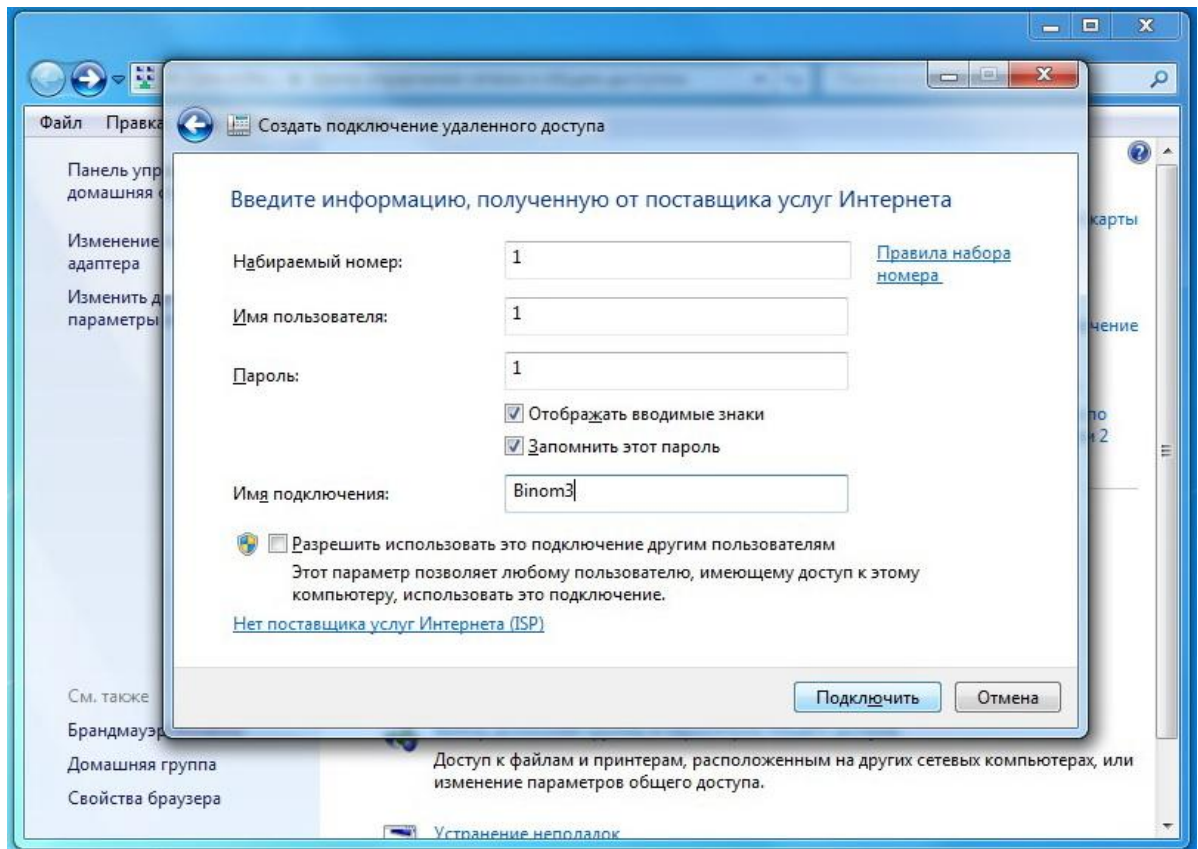 Файл Правка
Создать подключение удаленного доступа
Панель упр
домашняя
Введите информацию, полученную от поставщика услуг Интернета
карты
Изменение
адаптера
Набираемый номер: 1 Правила набора
номера
Изменить д
параметры
Имя пользователя: 1
чение
Пароль: 1
Отображать вводимые знаки
по
и 2
Запомнить этот пароль
Имя подключения: Binom3
Разрешить использовать это подключение другим пользователям
Этот параметр позволяет любому пользователю, имеющему доступ к этому
компьютеру, использовать это подключение.
Нет поставщика услуг Интернета (ISP)
См. также
Подключить Отмена
Брандмауэр
Домашняя группа
Доступ к файлам и принтерам, расположенным на других сетевых компьютерах, или
изменение параметров общего доступа.
Свойства браузера
Устранение неполадок